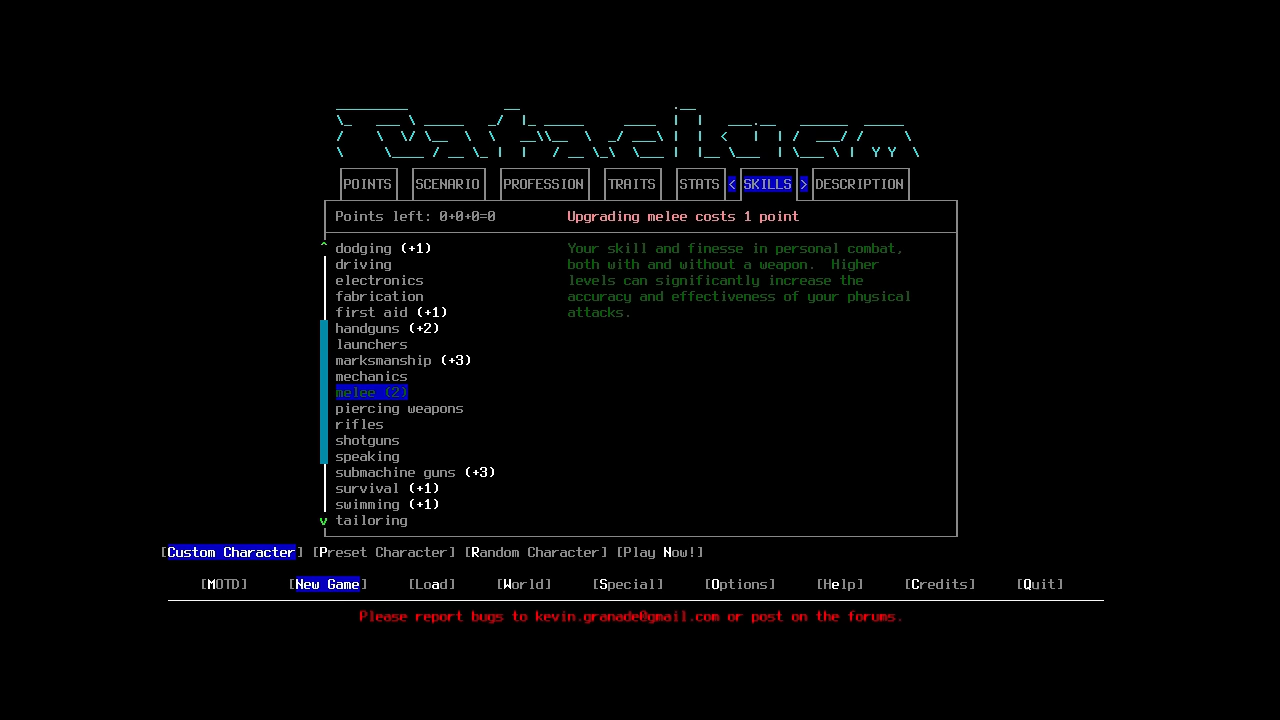 Cataclysm
POINTS SCENARIO PROFESSION TRAITS STATS < SKILLS > DESCRIPTION
Points left: 0+0+0=0 Upgrading melee costs 1 point
^ dodging (+1) Your skill and finesse in personal combat,
driving both with and without a weapon. Higher
electronics levels can significantly increase the
fabrication accuracy and effectiveness of your physical
first aid (+1) attacks.
handguns (+2)
launchers
marksmanship (+3)
mechanics
melee (2)
piercing weapons
rifles
shotguns
speaking
submachine guns (+3)
survival (+1)
swimming (+1)
v tailoring
[Custom Character] [Preset Character] [Random Character] [Play Now!]
[MOTD] [New Game] [Load] [World] [Special] [Options] [Help] [Credits] [Quit]
Please report bugs to kevin.granade@gmail.com or post on the forums.